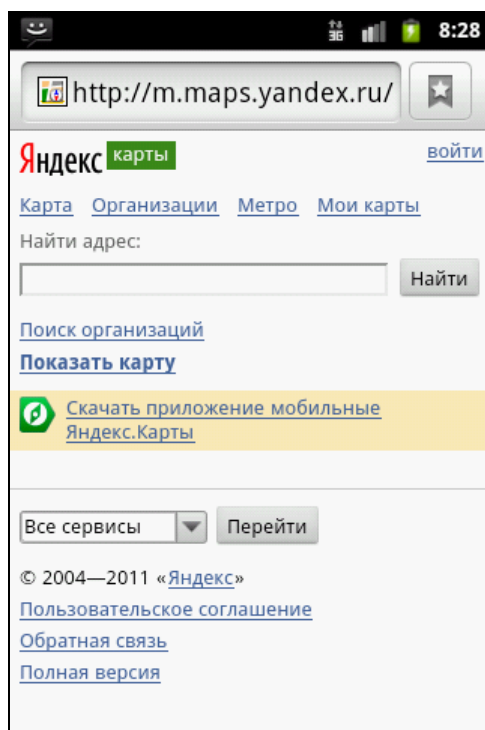 3G 8:28
http://m.maps.yandex.ru/
Яндекс карты войти
Карта Организации Метро Мои карты
Найти адрес:
Найти
Поиск организаций
Показать карту
Скачать приложение мобильные
Яндекс.Карты
Все сервисы Перейти
© 2004—2011 «Яндекс»
Пользовательское соглашение
Обратная связь
Полная версия